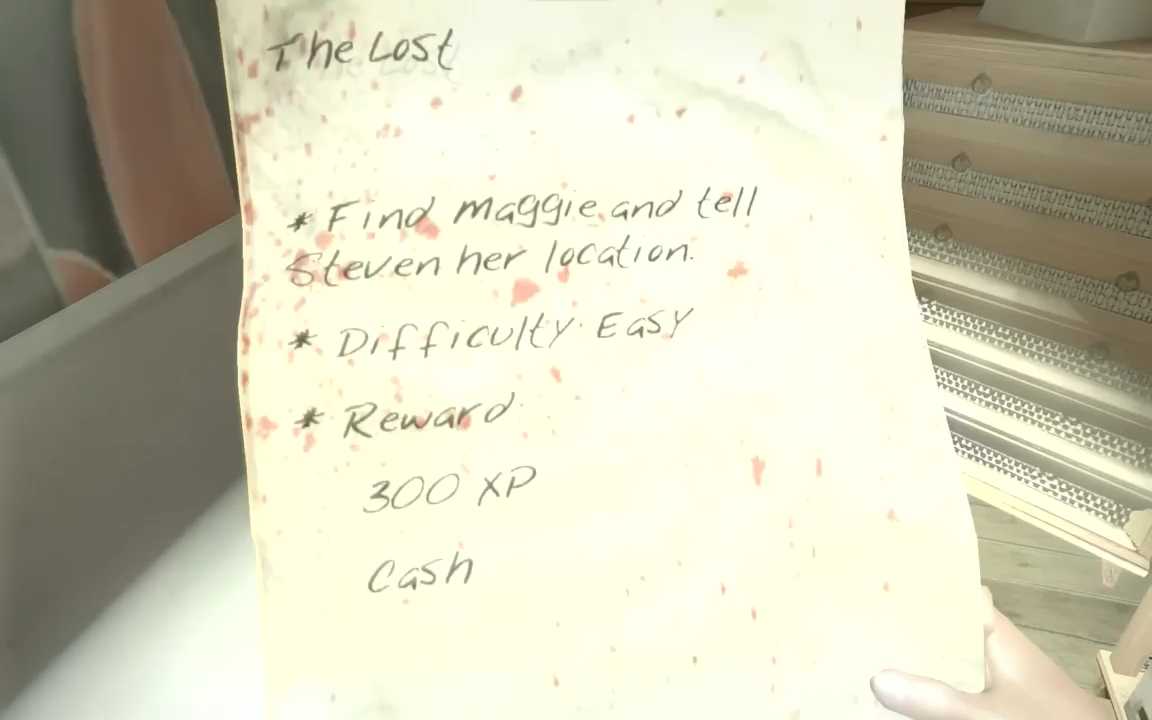 The Lost
* Find Maggie and tell
Steven her location.
* Difficulty: Easy
* Reward
300 XP
Cash